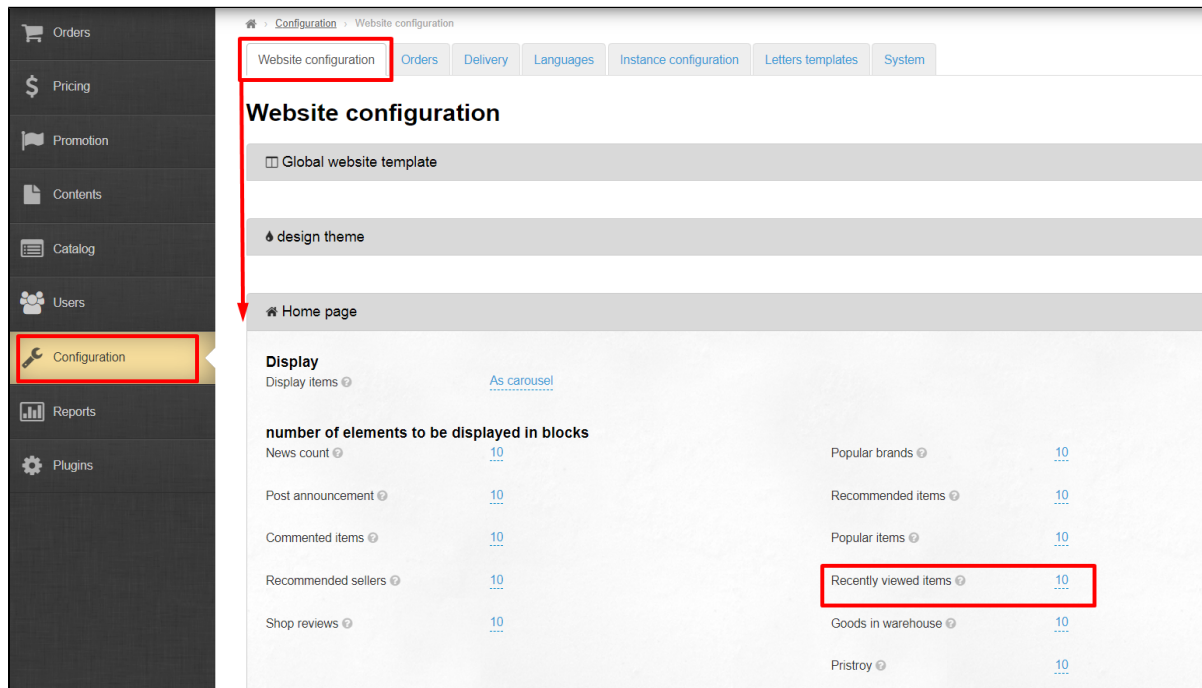 Orders
Pricing
Promotion
Contents
Catalog
Users
Configuration
Reports
Plugins
Configuration › Website configuration
Website configuration Orders Delivery Languages Instance configuration Letters templates System
Website configuration
Global website template
design theme
Home page
Display
Display items As carousel
number of elements to be displayed in blocks
News count 10 Popular brands 10
Post announcement 10 Recommended items 10
Commented items 10 Popular items 10
Recommended sellers 10 Recently viewed items 10
Shop reviews 10 Goods in warehouse 10
Pristroy 10